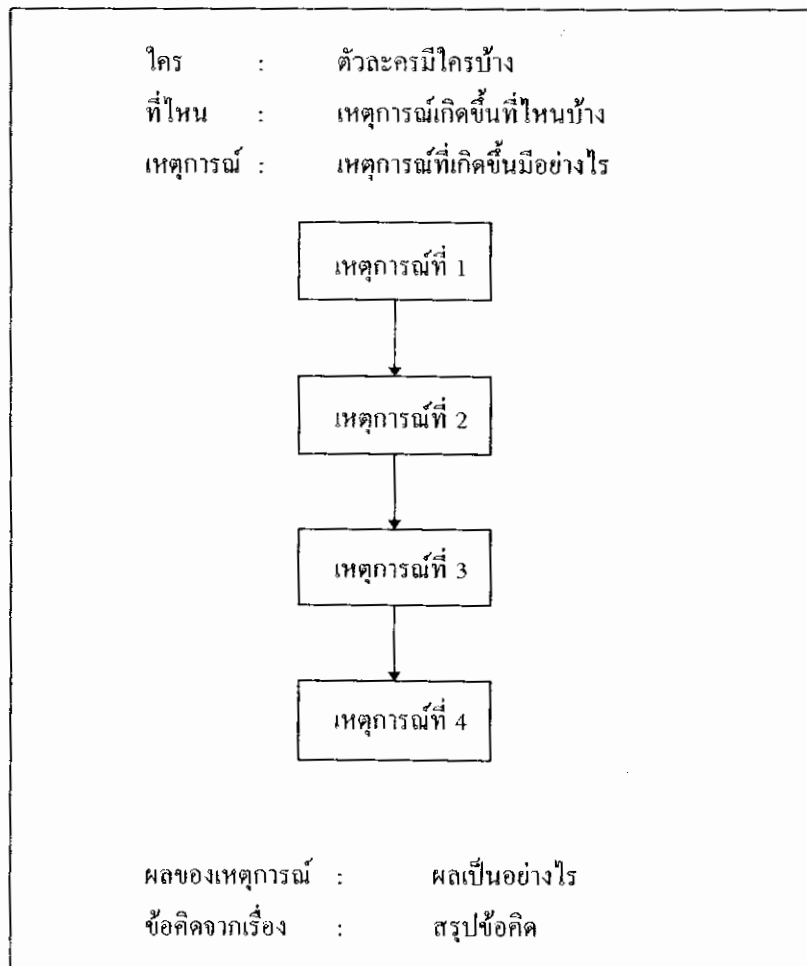 ใคร : ตัวละครมีใครบ้าง
ที่ไหน : เหตุการณ์เกิดขึ้นที่ไหนบ้าง
เหตุการณ์ : เหตุการณ์ที่เกิดขึ้นมีอย่างไร
เหตุการณ์ที่ 1
เหตุการณ์ที่ 2
เหตุการณ์ที่ 3
เหตุการณ์ที่ 4
ผลของเหตุการณ์ : ผลเป็นอย่างไร
ข้อคิดจากเรื่อง : สรุปข้อคิด